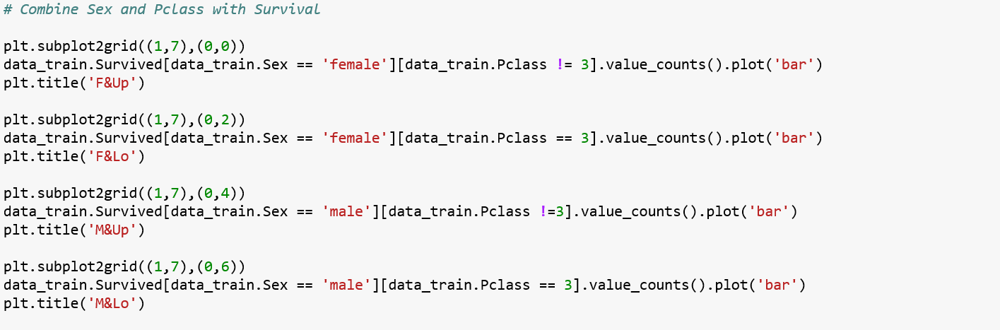 # Combine Sex and Pclass with Survival
plt.subplot2grid((1,7),(0,0))
data_train.Survived[data_train.Sex == 'female'][data_train.Pclass != 3].value_counts().plot('bar')
plt.title('F&Up')
plt.subplot2grid((1,7),(0,2))
data_train.Survived[data_train.Sex == 'female'][data_train.Pclass == 3].value_counts().plot('bar')
plt.title('F&Lo')
plt.subplot2grid((1,7),(0,4))
data_train.Survived[data_train.Sex == 'male'][data_train.Pclass !=3].value_counts().plot('bar')
plt.title('M&Up')
plt.subplot2grid((1,7),(0,6))
data_train.Survived[data_train.Sex == 'male'][data_train.Pclass == 3].value_counts().plot('bar')
plt.title('M&Lo')